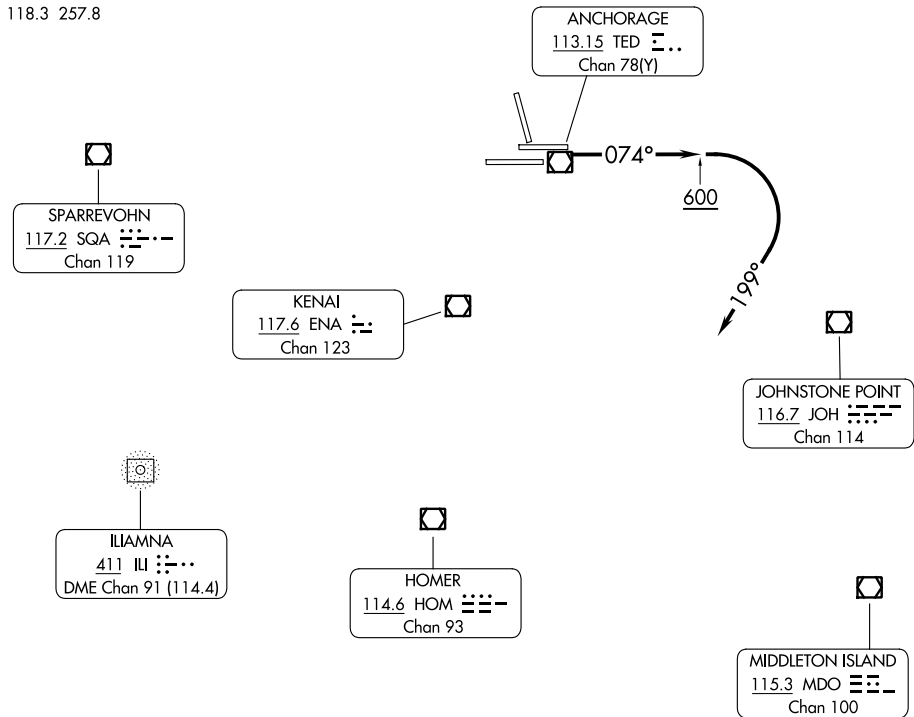 118.3 257.8
ANCHORAGE
113.15 TED
Chan 78(Y)
074°
600
199°
SPARREVOHN
117.2 SQA
Chan 119
KENAI
117.6 ENA
Chan 123
JOHNSTONE POINT
116.7 JOH
Chan 114
ILIAMNA
411 ILI
DME Chan 91 (114.4)
HOMER
114.6 HOM
Chan 93
MIDDLETON ISLAND
115.3 MDO
Chan 100